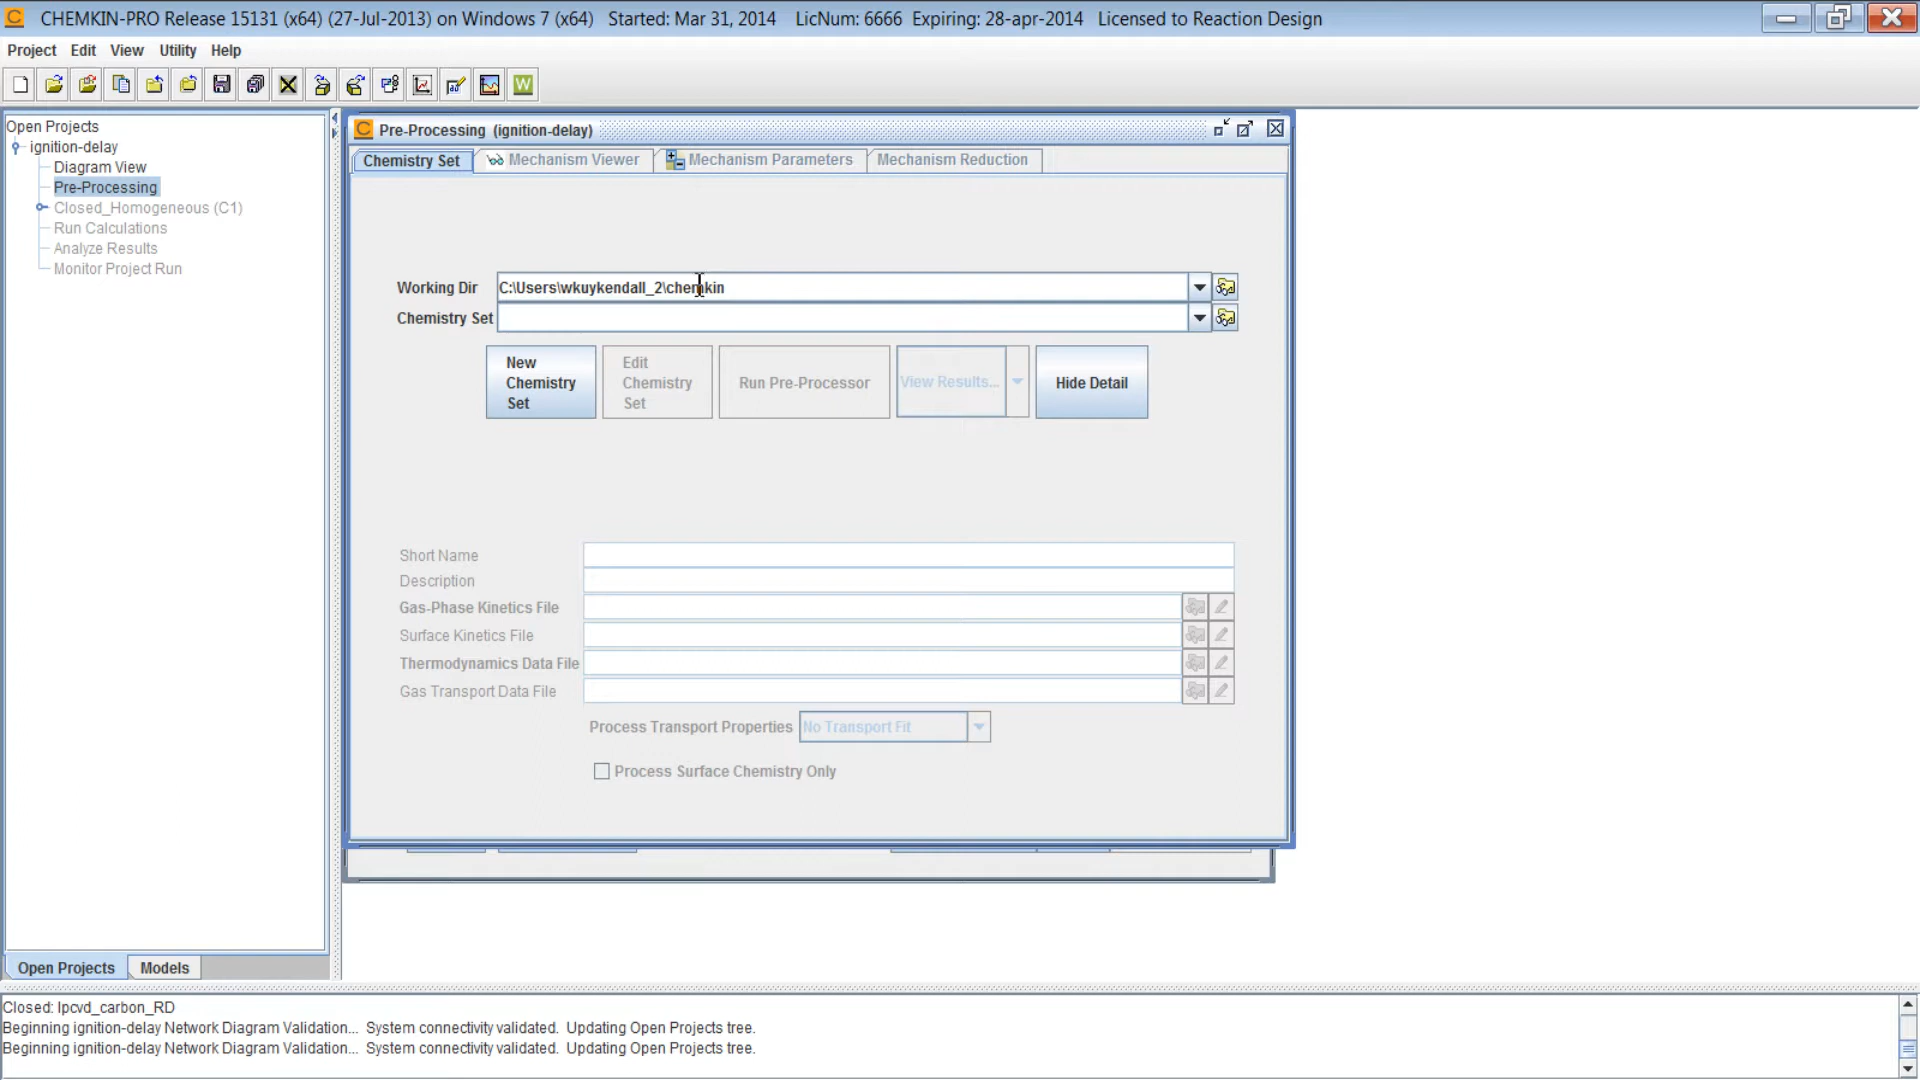 CHEMKIN-PRO Release 15131 (x64) (27-Jul-2013) on Windows 7 (x64) Started: Mar 31, 2014 LicNum: 6666 Expiring: 28-apr-2014 Licensed to Reaction Design
Project Edit View Utility Help
W
Open Projects
ignition-delay
Diagram View
Pre-Processing
Closed_Homogeneous (C1)
Run Calculations
Analyze Results
Monitor Project Run
Pre-Processing (ignition-delay)
Chemistry Set Mechanism Viewer Mechanism Parameters Mechanism Reduction
Working Dir C:\Users\wkuykendall_2\chemkin
Chemistry Set
New Chemistry Set
Edit Chemistry Set
Run Pre-Processor
View Results...
Hide Detail
Short Name
Description
Gas-Phase Kinetics File
Surface Kinetics File
Thermodynamics Data File
Gas Transport Data File
Process Transport Properties No Transport Fit
Process Surface Chemistry Only
Open Projects Models
Closed: lpcvd_carbon_RD
Beginning ignition-delay Network Diagram Validation... System connectivity validated. Updating Open Projects tree.
Beginning ignition-delay Network Diagram Validation... System connectivity validated. Updating Open Projects tree.